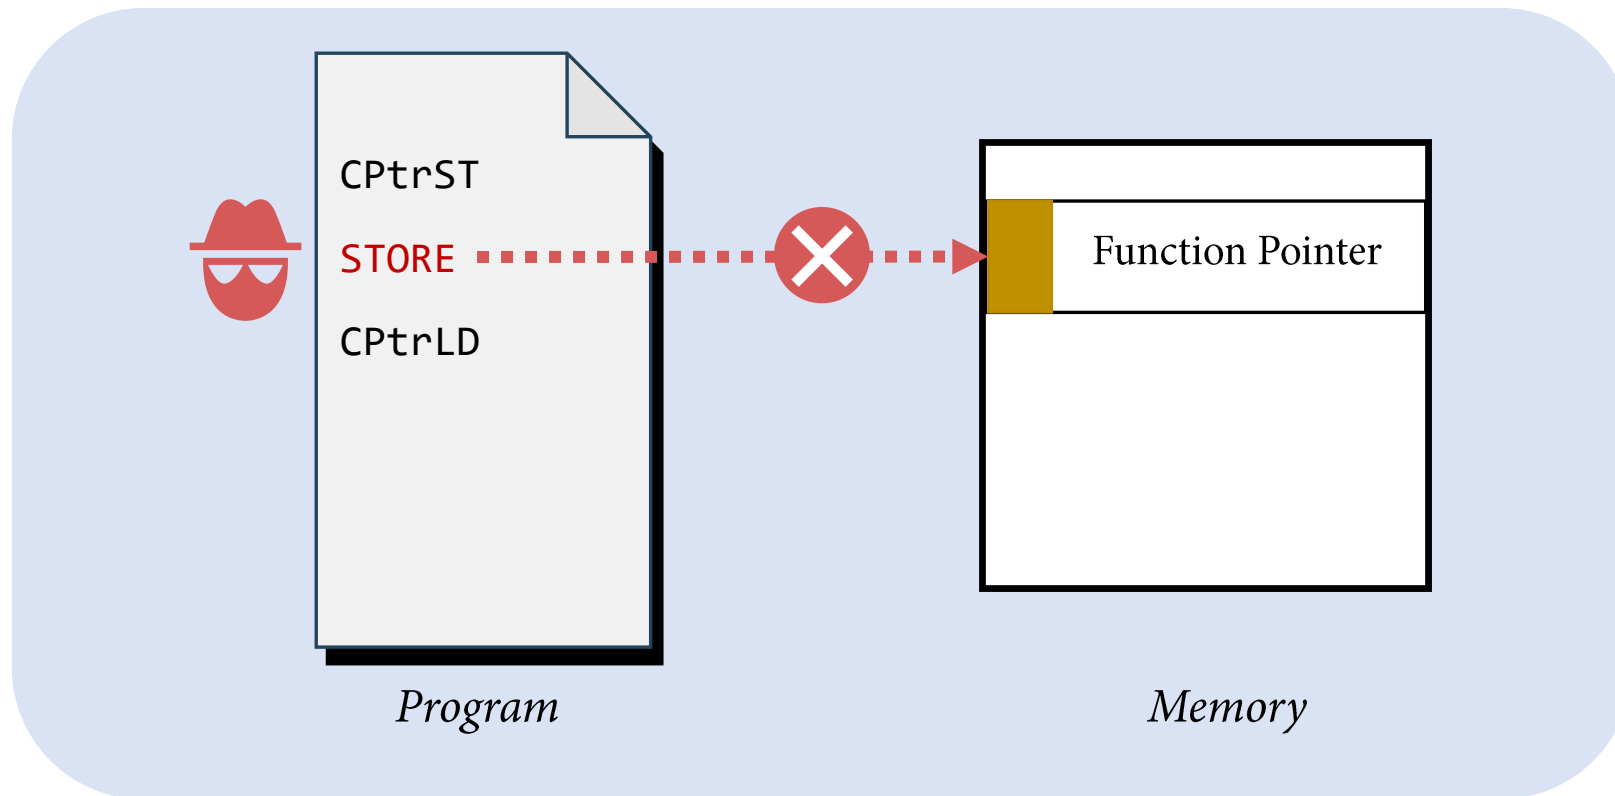 CPtrST
STORE
CPtrLD
Function Pointer
Program
Memory